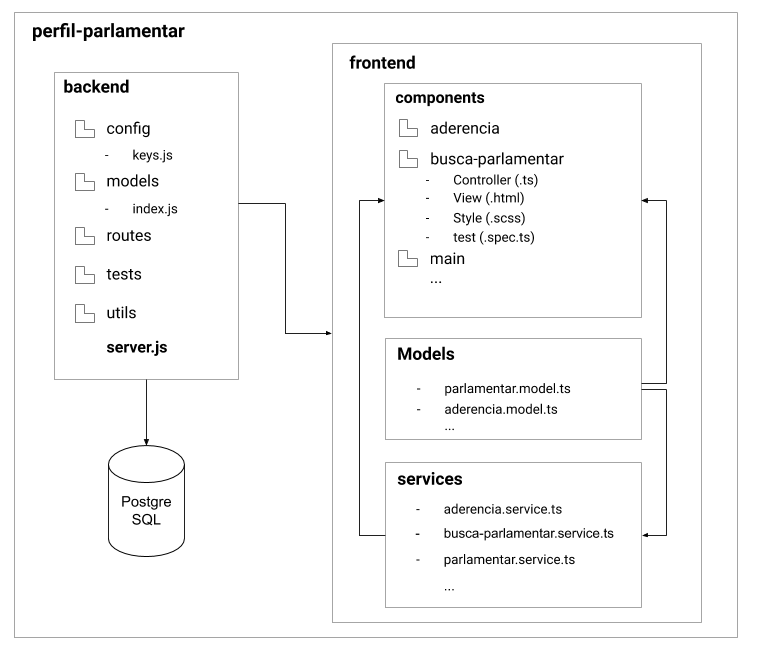 perfil-parlamentar
backend
config
- keys.js
models
- index.js
routes
tests
utils
server.js
Postgre
SQL
frontend
components
aderencia
busca-parlamentar
- Controller (.ts)
- View (.html)
- Style (.scss)
- test (.spec.ts)
main
...
Models
- parlamentar.model.ts
- aderencia.model.ts
...
services
- aderencia.service.ts
- busca-parlamentar.service.ts
- parlamentar.service.ts
...